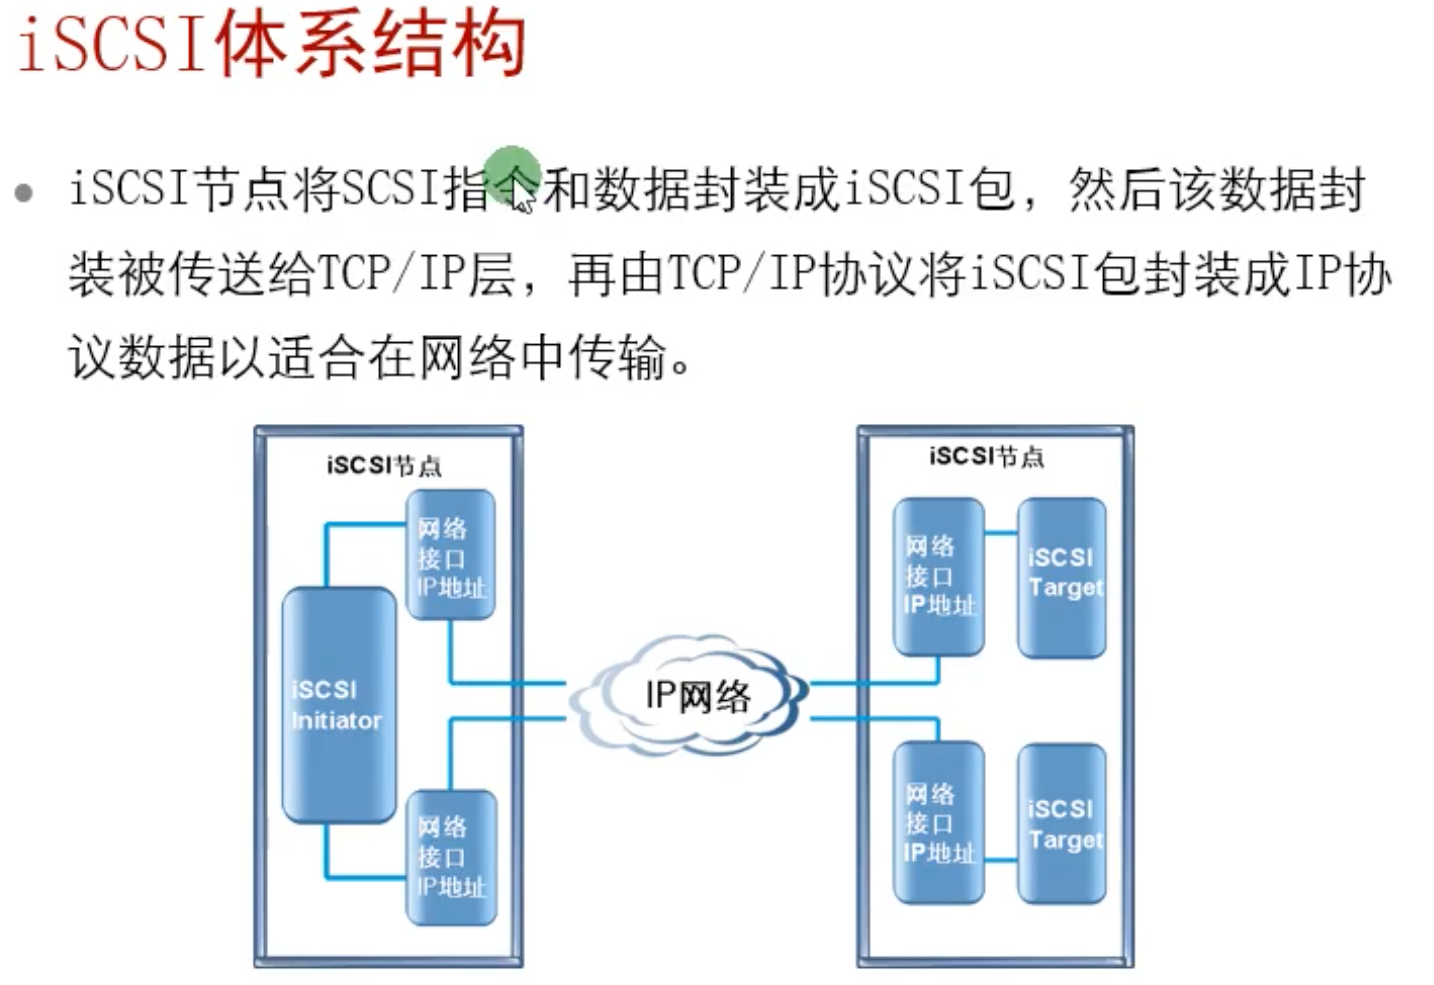 iSCSI体系结构
iSCSI节点将SCSI指令和数据封装成iSCSI包，然后该数据封
装被传送给TCP/IP层，再由TCP/IP协议将iSCSI包封装成IP协
议数据以适合在网络中传输。
iSCSI节点
网络
接口
IP地址
iSCSI
Initiator
网络
接口
IP地址
IP网络
iSCSI节点
网络
接口
IP地址
iSCSI
Target
网络
接口
IP地址
iSCSI
Target